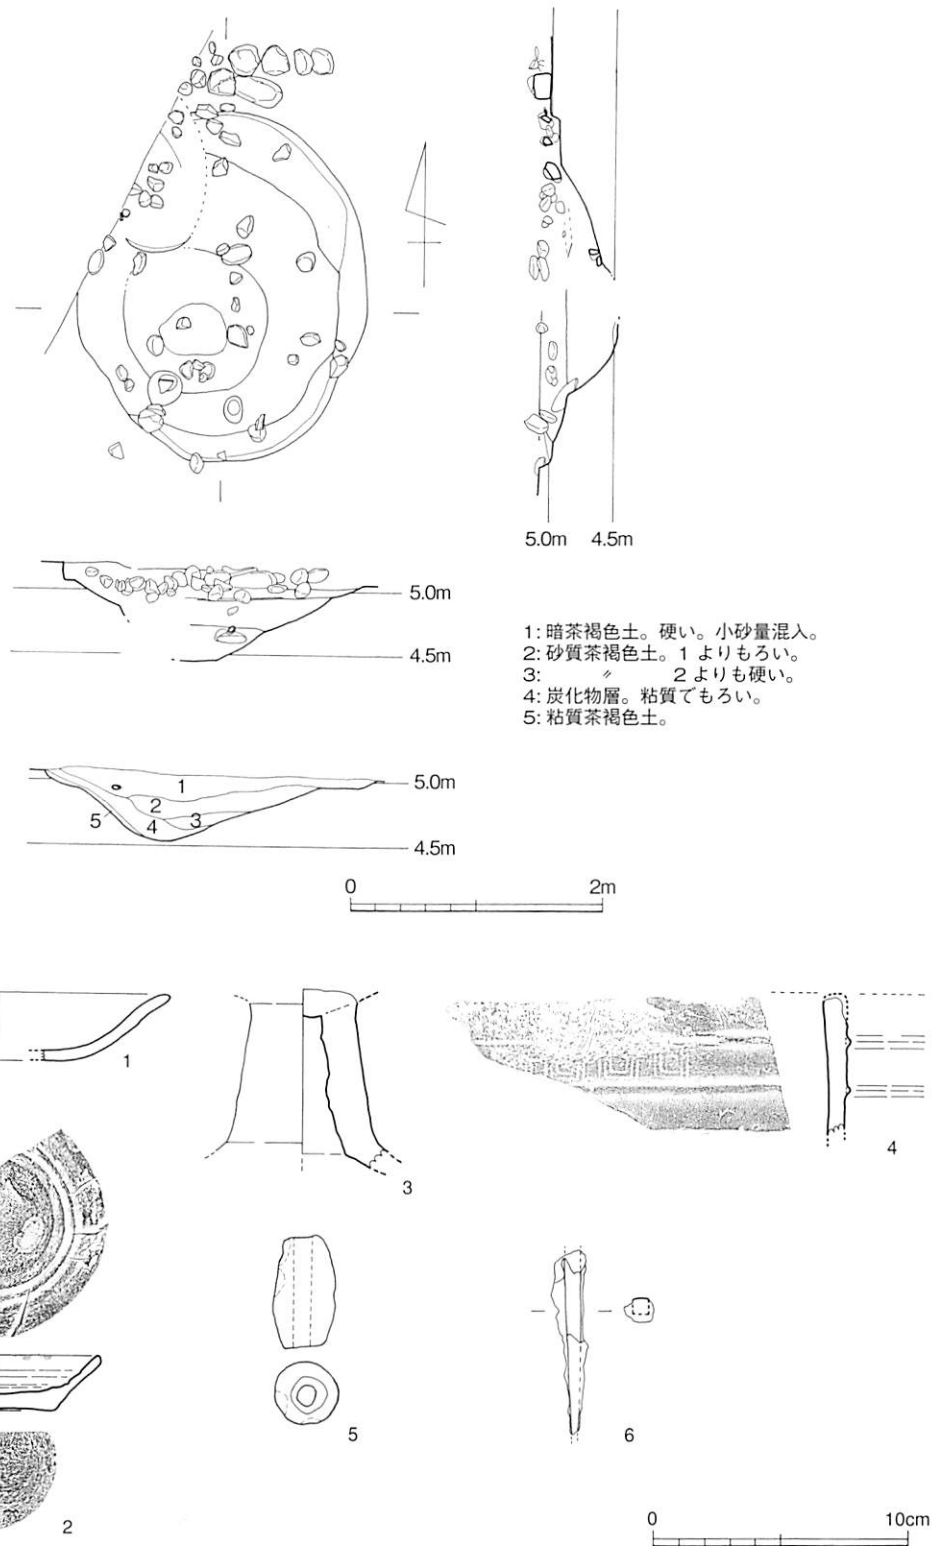 5.0m 4.5m
5.0m
4.5m
1: 暗茶褐色土。硬い。小砂量混入。
2: 砂質茶褐色土。1 よりもろい。
3: 〃 2 よりも硬い。
4: 炭化物層。粘質でもろい。
5: 粘質茶褐色土。
1
2
3
4
5
5.0m
4.5m
0 2m
1
3
4
5
6
2
0 10cm